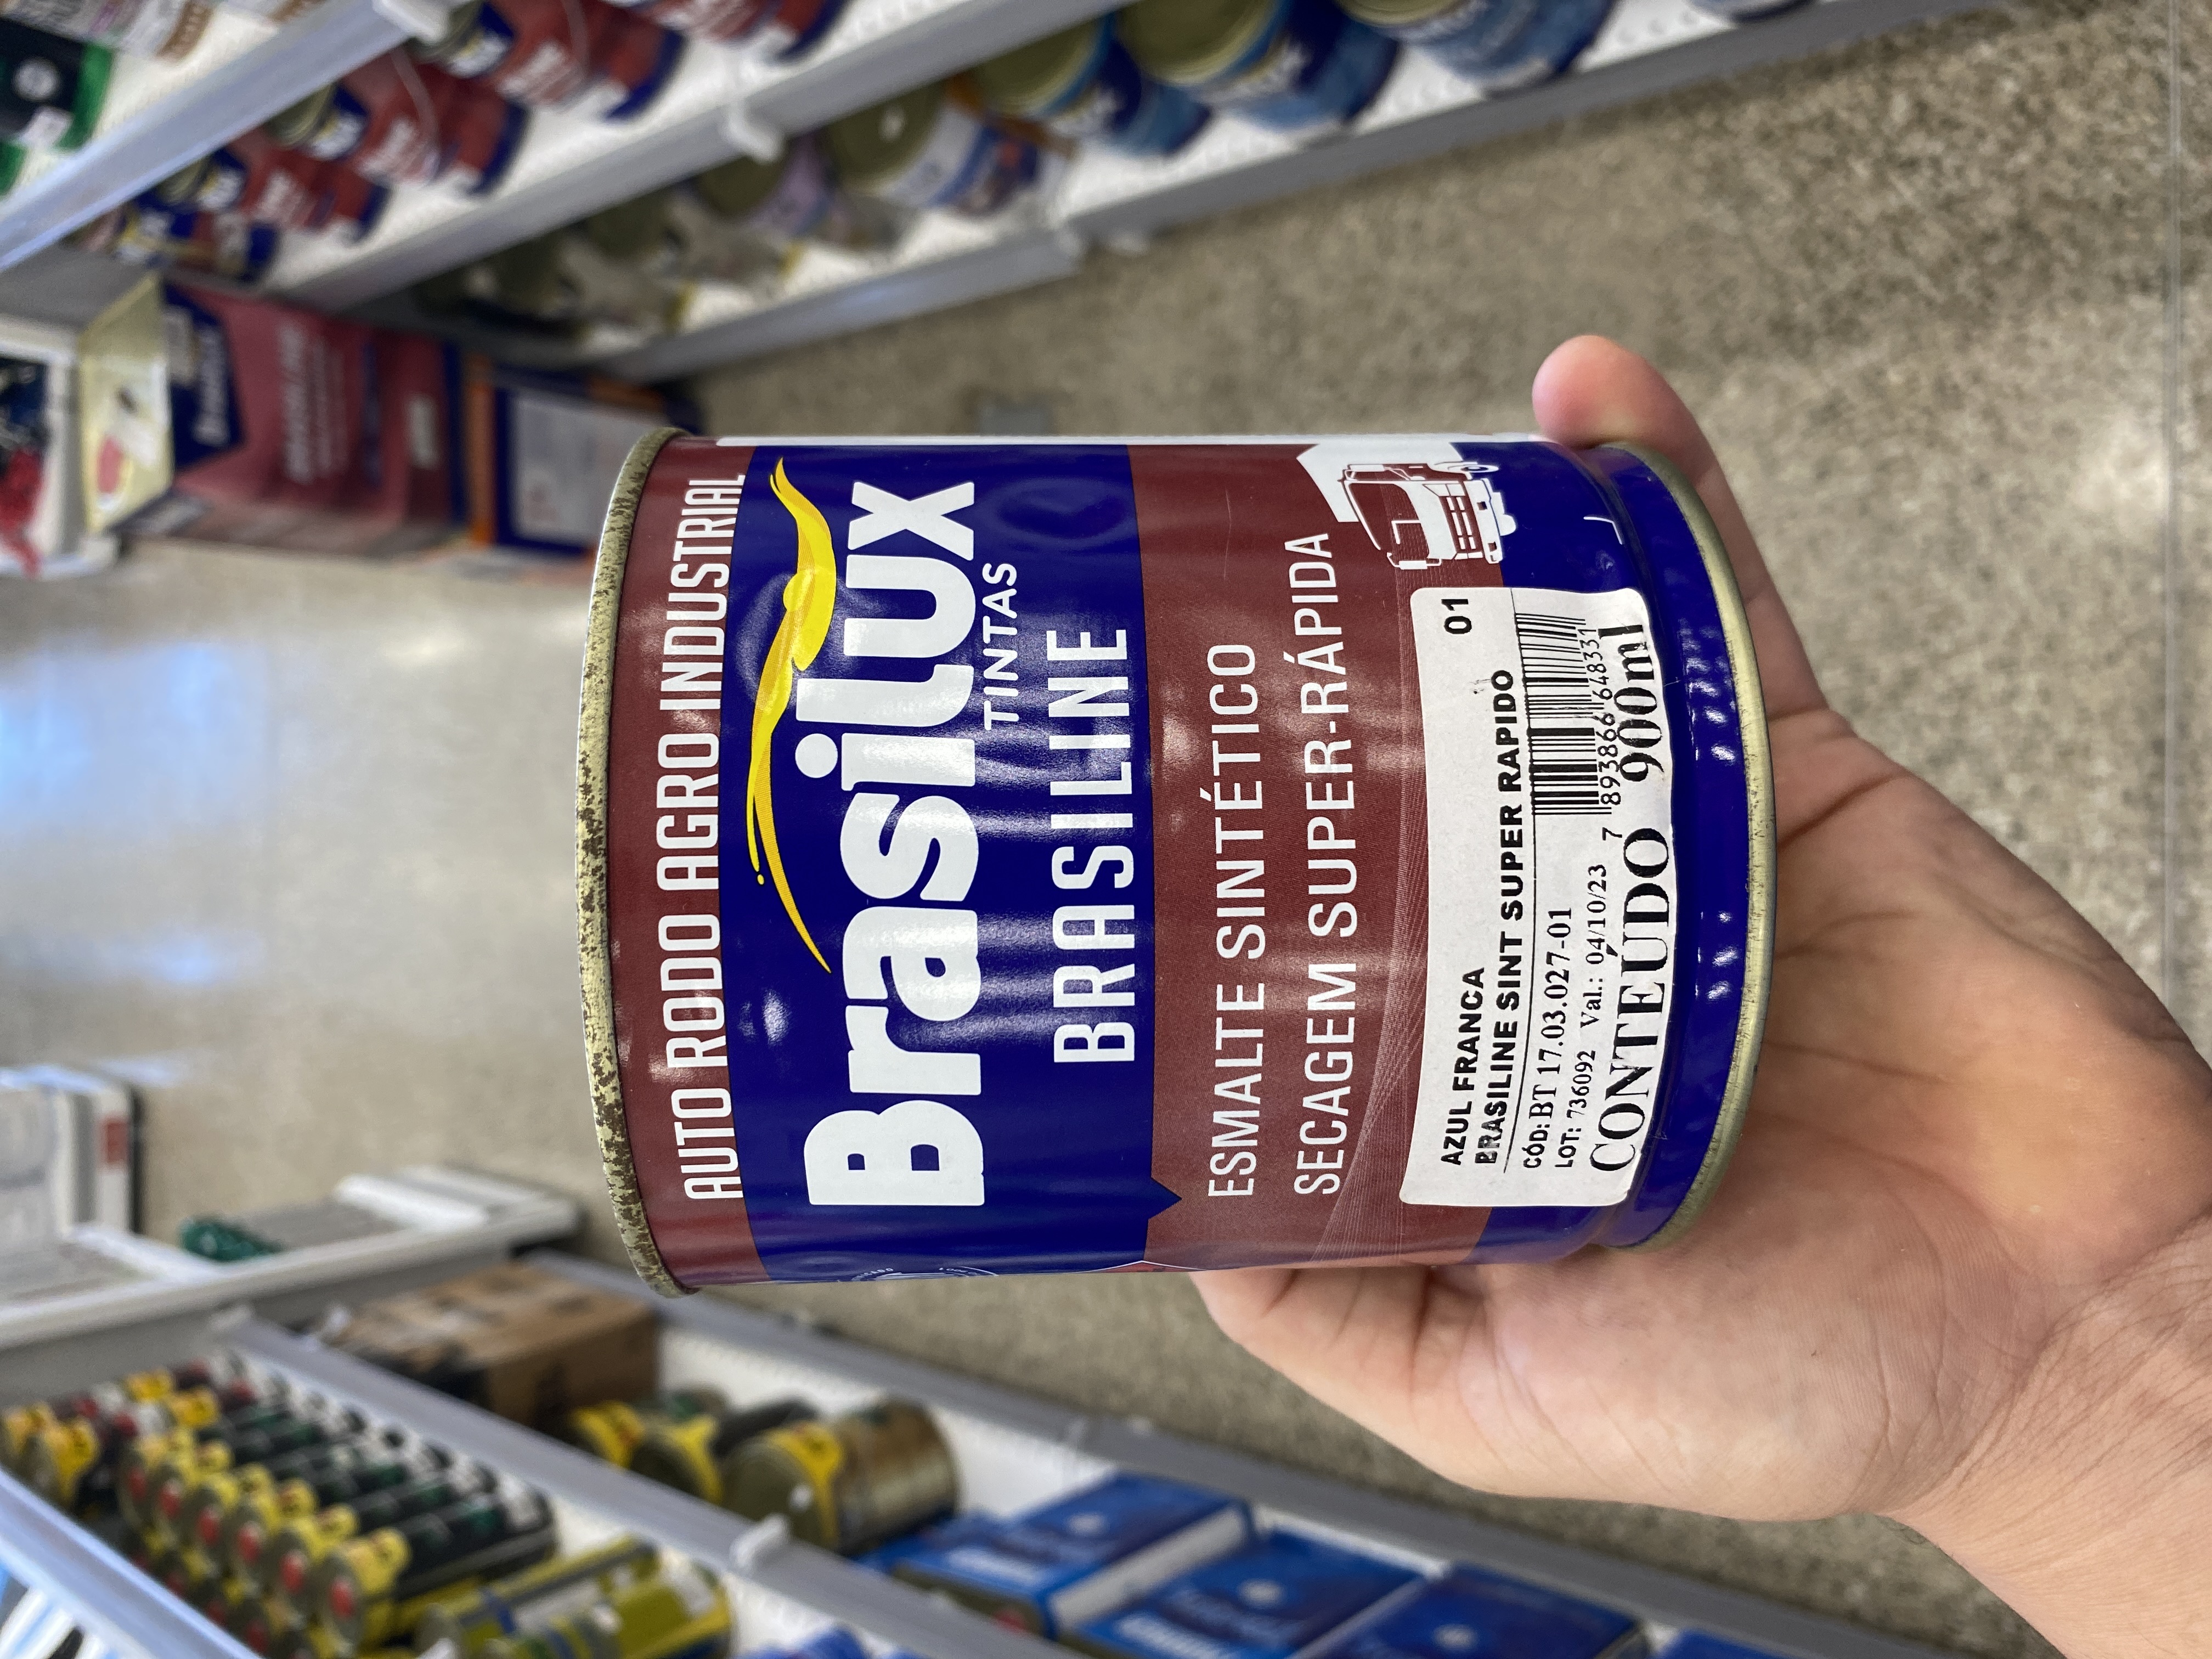 AUTO RODO AGRO INDUSTRIAL
Brasilux
TINTAS
BRASILINE
ESMALTE SINTÉTICO
SECAGEM SUPER-RÁPIDA
AZUL FRANCA 01
BRASILINE SINT SUPER RAPIDO
CÓD: BT 17.03.027-01
LOT: 736092 Val.: 04/10/23
7 893866 648331
CONTEÚDO 900ml